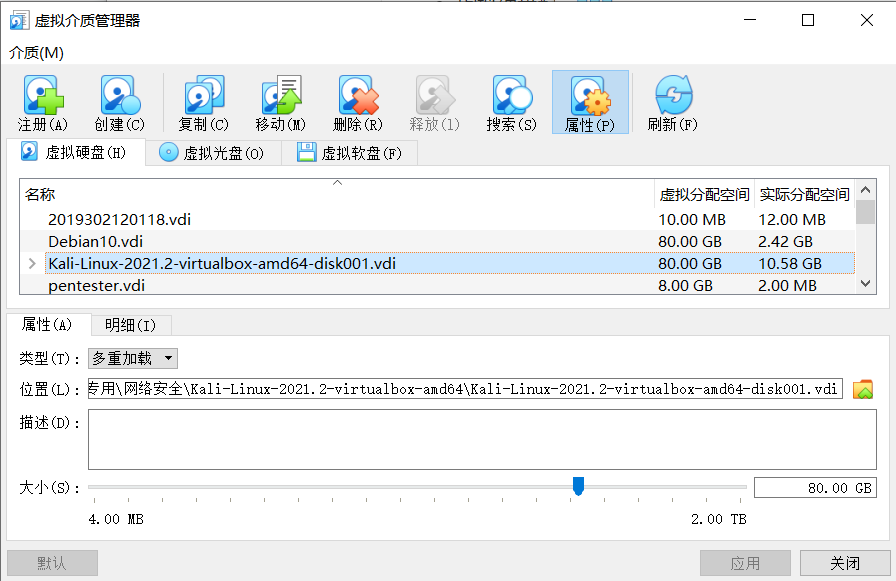 虚拟介质管理器
介质(M)
注册(A) 创建(C) 复制(C) 移动(M) 删除(R) 释放(l) 搜索(S) 属性(P) 刷新(F)
虚拟硬盘(H) 虚拟光盘(O) 虚拟软盘(F)
名称 虚拟分配空间 实际分配空间
2019302120118.vdi 10.00 MB 12.00 MB
Debian10.vdi 80.00 GB 2.42 GB
Kali-Linux-2021.2-virtualbox-amd64-disk001.vdi 80.00 GB 10.58 GB
pentester.vdi 8.00 GB 2.00 MB
属性(A) 明细(I)
类型(T): 多重加载
位置(L): 专用\网络安全\Kali-Linux-2021.2-virtualbox-amd64\Kali-Linux-2021.2-virtualbox-amd64-disk001.vdi
描述(D):
大小(S): 80.00 GB
4.00 MB 2.00 TB
默认 应用 关闭